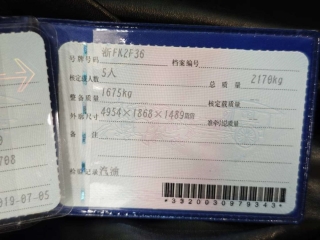 号牌号码 浙FK2F36 档案编号
核定载人数 5人 总质量 2170kg
整备质量 1675kg 核定载质量
外廓尺寸 4954×1868×1489mm 准牵引总质量
备注
检验记录 汽油
*3320030979343*
708
019-07-05